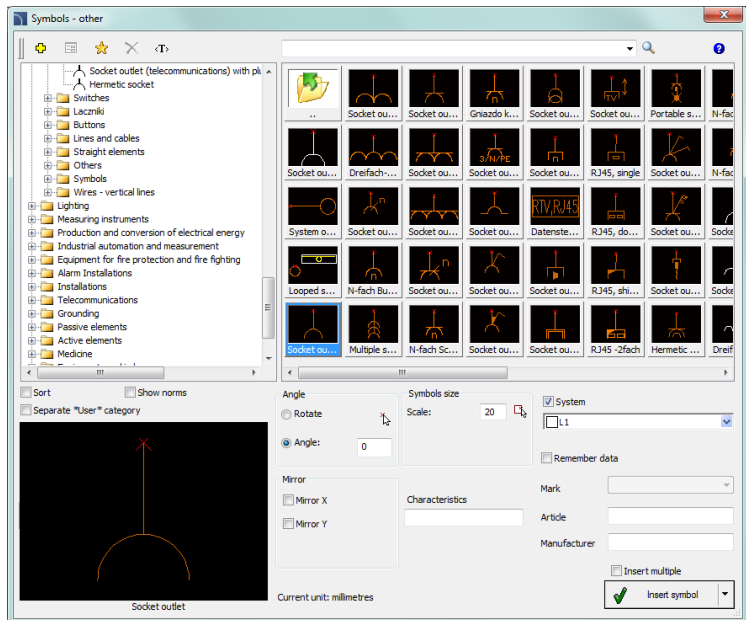 Symbols - other
<T>
Socket outlet (telecommunications) with plu
Hermetic socket
Switches
Laczniki
Buttons
Lines and cables
Straight elements
Others
Symbols
Wires - vertical lines
Lighting
Measuring instruments
Production and conversion of electrical energy
Industrial automation and measurement
Equipment for fire protection and fire fighting
Alarm Installations
Installations
Telecommunications
Grounding
Passive elements
Active elements
Medicine
..
Socket ou...
Socket ou...
Gniazdo k...
Socket ou...
TV
Socket ou...
Portable s...
N-fac
Socket ou...
Dreifach-...
Socket ou...
3/N/PE
Socket ou...
Socket ou...
RJ45, single
Socket ou...
N-fac
System o...
Socket ou...
Socket ou...
Socket ou...
RTV,RJ45
Datenste...
RJ45, do...
Socket ou...
Socke
Looped s...
N-fach Bu...
Socket ou...
Socket ou...
Socket ou...
RJ45, shi...
Socket ou...
Socke
Socket ou...
Multiple s...
N-fach Sc...
Socket ou...
Socket ou...
RJ45 -2fach
Hermetic ...
Dreif
Sort
Show norms
Separate "User" category
Socket outlet
Angle
Rotate
Angle:
0
Mirror
Mirror X
Mirror Y
Current unit: millimetres
Symbols size
Scale:
20
Characteristics
System
L1
Remember data
Mark
Article
Manufacturer
Insert multiple
Insert symbol